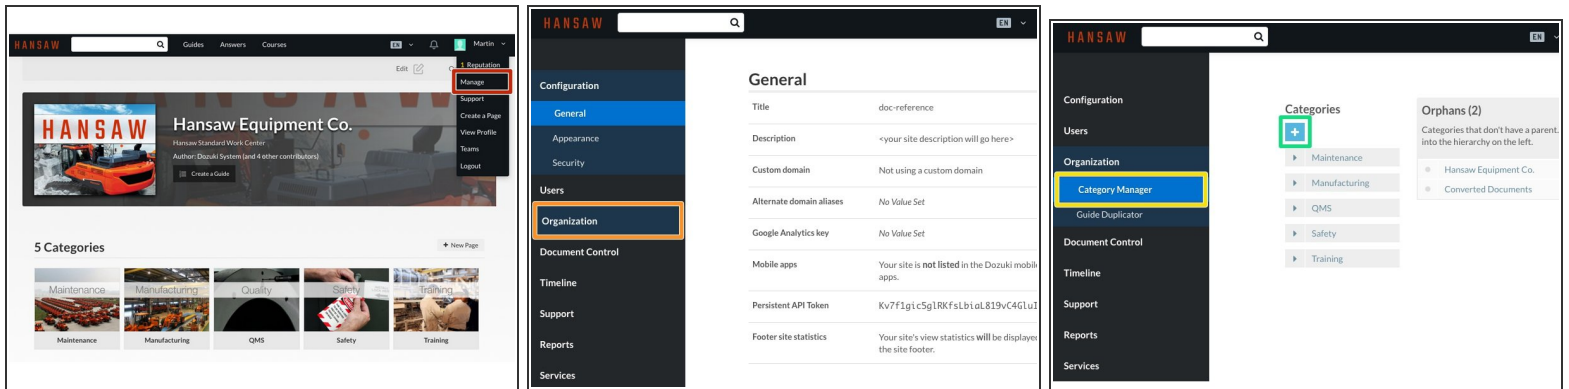 HANSAW
Guides Answers Courses EN Martin
Edit
1 Reputation
Manage
Support
Create a Page
View Profile
Teams
Logout
HANSAW
Hansaw Equipment Co.
Hansaw Standard Work Center
Author: Dozuki System (and 4 other contributors)
Create a Guide
5 Categories
+ New Page
Maintenance Manufacturing Quality Safety Training
Maintenance Manufacturing QMS Safety Training
HANSAW
EN
Configuration
General
Appearance
Security
Users
Organization
Document Control
Timeline
Support
Reports
Services
General
Title doc-reference
Description <your site description will go here>
Custom domain Not using a custom domain
Alternate domain aliases No Value Set
Google Analytics key No Value Set
Mobile apps Your site is not listed in the Dozuki mobile
apps.
Persistent API Token
Footer site statistics Your site's view statistics will be displayed
the site footer.
HANSAW
EN
Configuration
Users
Organization
Category Manager
Guide Duplicator
Document Control
Timeline
Support
Reports
Services
Categories
+
Maintenance
Manufacturing
QMS
Safety
Training
Orphans (2)
Categories that don't have a parent.
into the hierarchy on the left.
Hansaw Equipment Co.
Converted Documents